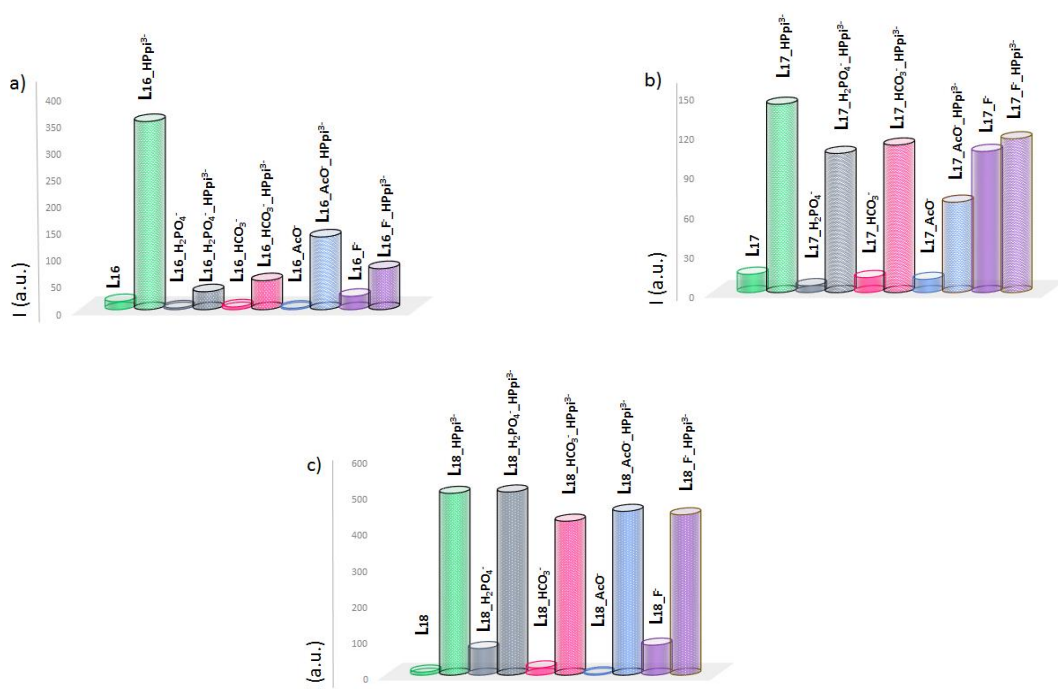 a)
I (a.u.)
400
350
300
250
200
150
100
50
0
L16
L16_HPpi³⁻
L16_H₂PO₄⁻
L16_H₂PO₄⁻_HPpi³⁻
L16_HCO₃⁻
L16_HCO₃⁻_HPpi³⁻
L16_AcO⁻
L16_AcO⁻_HPpi³⁻
L16_F⁻
L16_F⁻_HPpi³⁻
b)
I (a.u.)
150
120
90
60
30
0
L17
L17_HPpi³⁻
L17_H₂PO₄⁻
L17_H₂PO₄⁻_HPpi³⁻
L17_HCO₃⁻
L17_HCO₃⁻_HPpi³⁻
L17_AcO⁻
L17_AcO⁻_HPpi³⁻
L17_F⁻
L17_F⁻_HPpi³⁻
c)
(a.u.)
600
500
400
300
200
100
0
L18
L18_HPpi³⁻
L18_H₂PO₄⁻
L18_H₂PO₄⁻_HPpi³⁻
L18_HCO₃⁻
L18_HCO₃⁻_HPpi³⁻
L18_AcO⁻
L18_AcO⁻_HPpi³⁻
L18_F⁻
L18_F⁻_HPpi³⁻